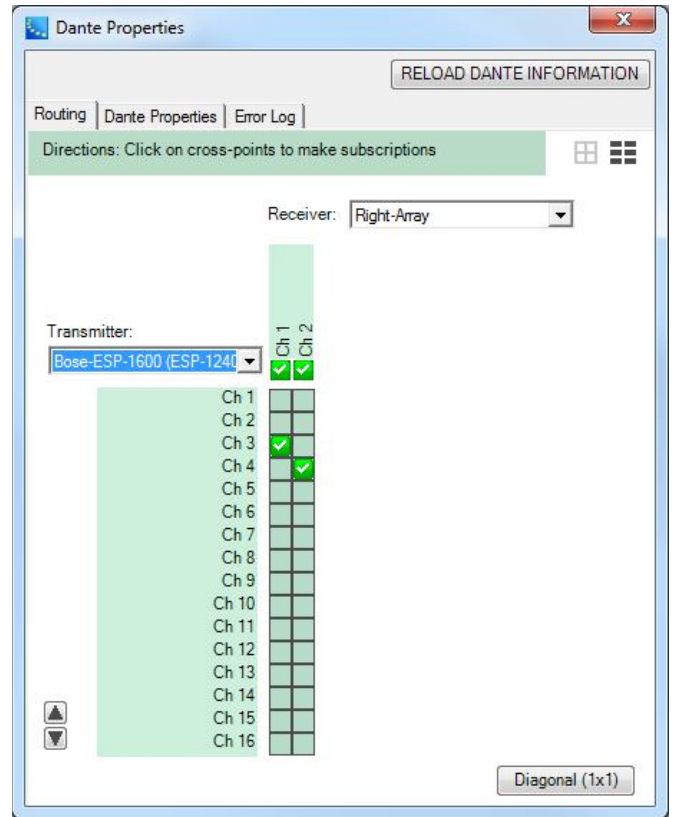 Dante Properties
RELOAD DANTE INFORMATION
Routing Dante Properties Error Log
Directions: Click on cross-points to make subscriptions
Receiver: Right-Array
Transmitter:
Bose-ESP-1600 (ESP-1240
Ch 1
Ch 2
Ch 1
Ch 2
Ch 3
Ch 4
Ch 5
Ch 6
Ch 7
Ch 8
Ch 9
Ch 10
Ch 11
Ch 12
Ch 13
Ch 14
Ch 15
Ch 16
Diagonal (1x1)